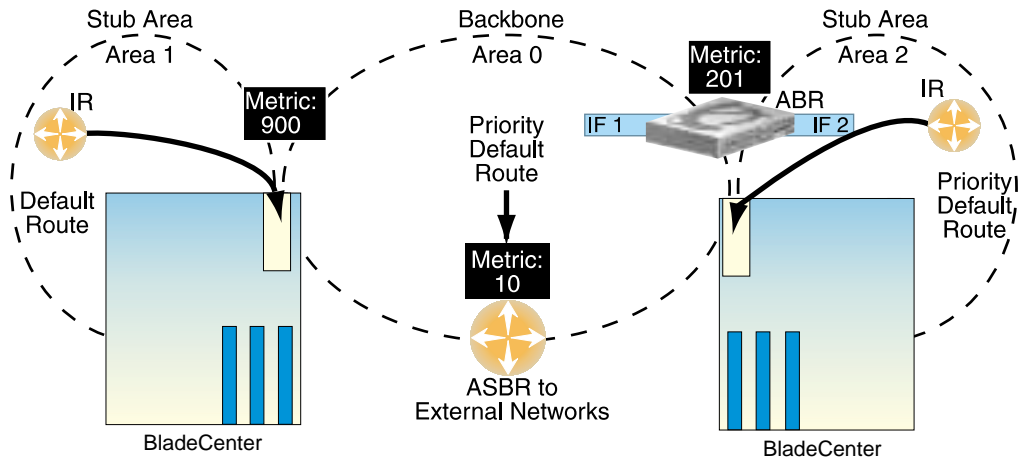 Stub Area
Area 1
Backbone
Area 0
Stub Area
Area 2
IR
Metric:
900
Metric:
201
ABR
IR
IF 1
IF 2
Priority
Default
Route
Default
Route
Priority
Default
Route
Metric:
10
ASBR to
External Networks
BladeCenter
BladeCenter